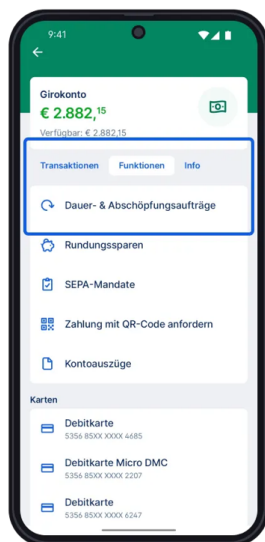 9:41
Girokonto
€ 2.882,15
Verfügbar: € 2.882,15
Transaktionen Funktionen Info
Dauer- & Abschöpfungsaufträge
Rundungssparen
SEPA-Mandate
Zahlung mit QR-Code anfordern
Kontoauszüge
Karten
Debitkarte
5356 85XX XXXX 4685
Debitkarte Micro DMC
5356 85XX XXXX 2207
Debitkarte
5356 85XX XXXX 6247